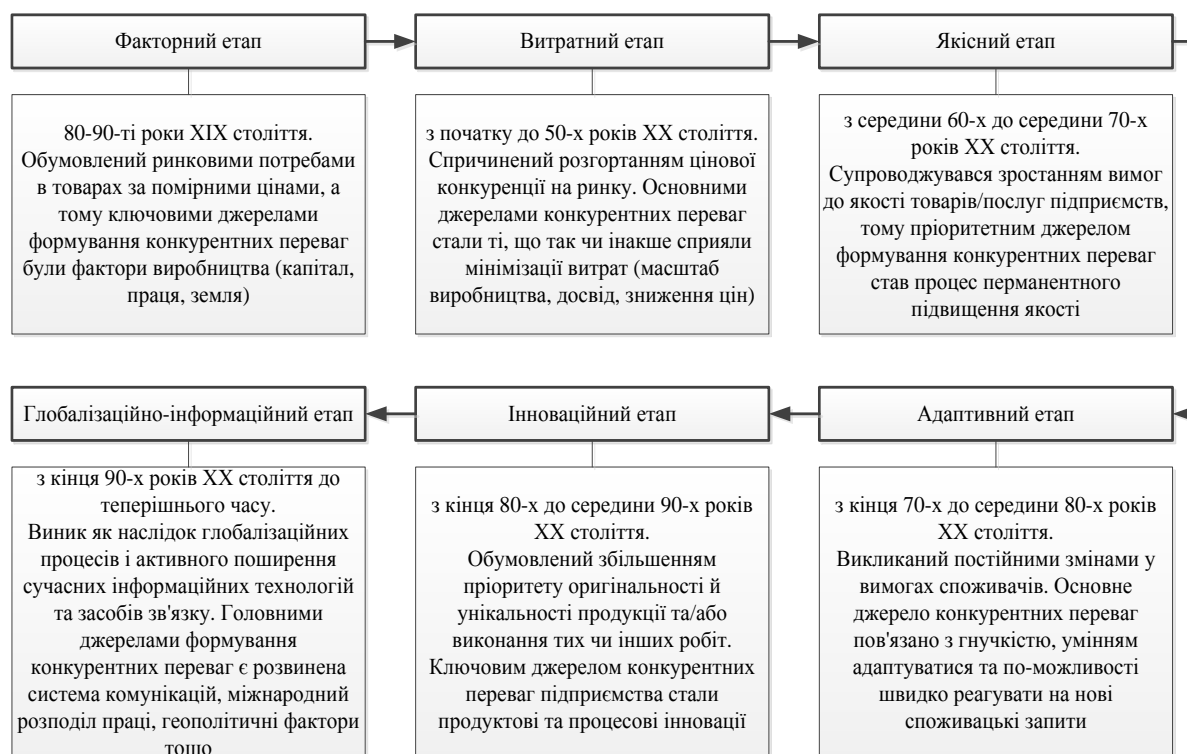 Факторний етап
80-90-ті роки XIX століття.
Обумовлений ринковими потребами
в товарах за помірними цінами, а
тому ключовими джерелами
формування конкурентних переваг
були фактори виробництва (капітал,
праця, земля)
Витратний етап
з початку до 50-х років XX століття.
Спричинений розгортанням цінової
конкуренції на ринку. Основними
джерелами конкурентних переваг
стали ті, що так чи інакше сприяли
мінімізації витрат (масштаб
виробництва, досвід, зниження цін)
Якісний етап
з середини 60-х до середини 70-х
років XX століття.
Супроводжувався зростанням вимог
до якості товарів/послуг підприємств,
тому пріоритетним джерелом
формування конкурентних переваг
став процес перманентного
підвищення якості
Адаптивний етап
з кінця 70-х до середини 80-х років
XX століття.
Викликаний постійними змінами у
вимогах споживачів. Основне
джерело конкурентних переваг
пов'язано з гнучкістю, умінням
адаптуватися та по-можливості
швидко реагувати на нові
споживацькі запити
Інноваційний етап
з кінця 80-х до середини 90-х років
XX століття.
Обумовлений збільшенням
пріоритету оригінальності й
унікальності продукції та/або
виконання тих чи інших робіт.
Ключовим джерелом конкурентних
переваг підприємства стали
продуктові та процесові інновації
Глобалізаційно-інформаційний етап
з кінця 90-х років XX століття до
теперішнього часу.
Виник як наслідок глобалізаційних
процесів і активного поширення
сучасних інформаційних технологій
та засобів зв'язку. Головними
джерелами формування
конкурентних переваг є розвинена
система комунікацій, міжнародний
розподіл праці, геополітичні фактори
тощо